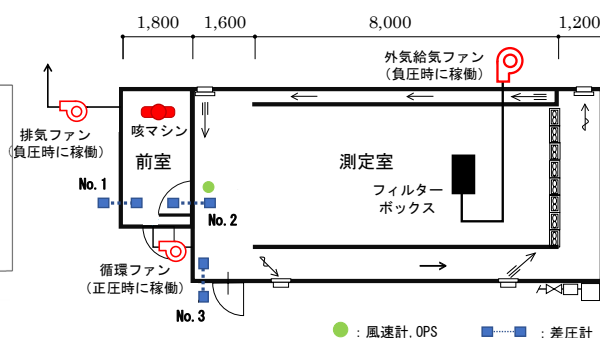 1,800 1,600 8,000 1,200
外気給気ファン
(負圧時に稼働)
排気ファン
(負圧時に稼働)
咳マシン
前室
測定室
フィルター
ボックス
No.1
No.2
循環ファン
(正圧時に稼働)
No.3
：風速計,OPS
：差圧計